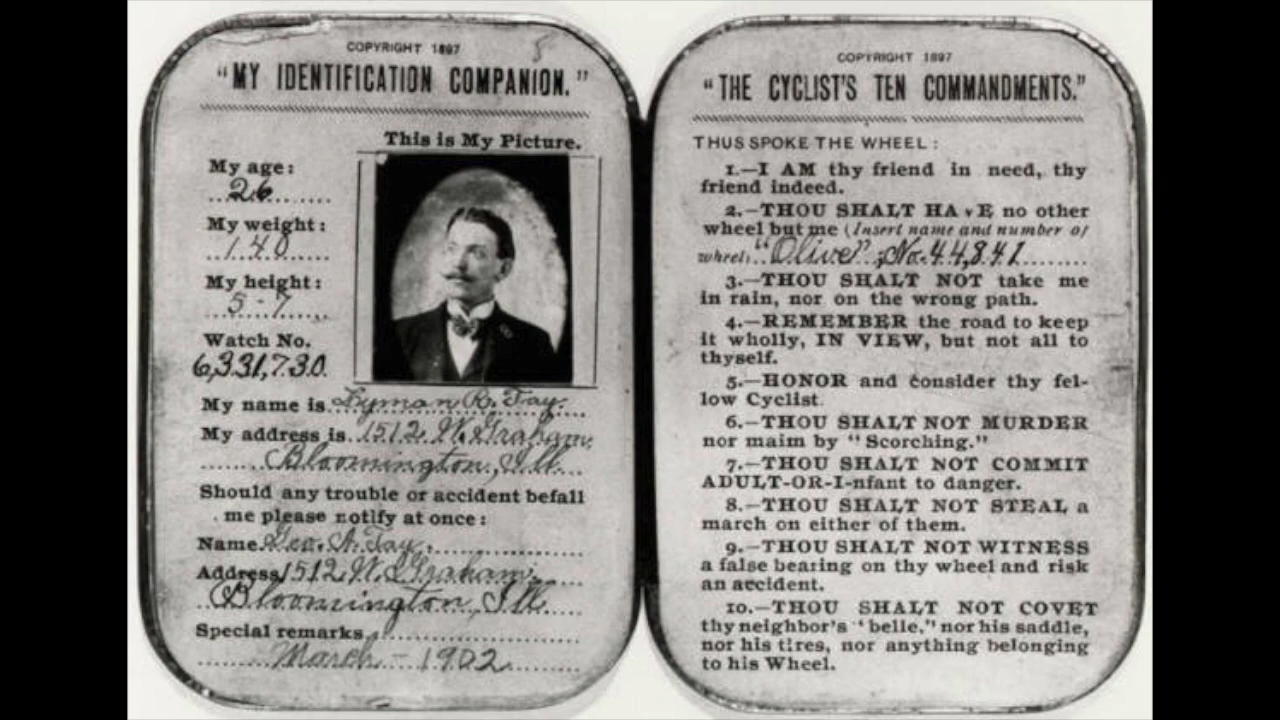 COPYRIGHT 1897
5
"MY IDENTIFICATION COMPANION."
This is My Picture.
My age:
26
My weight:
140
My height:
5-7
Watch No.
6,331,730.
My name is Lyman R. Fay.
My address is 1512 W. Graham,
Bloomington, Ill.
Should any trouble or accident befall
me please notify at once:
Name Geo. A. Fay.
Address 1512 W. Graham,
Bloomington, Ill.
Special remarks
March - 1902
COPYRIGHT 1897
"THE CYCLIST'S TEN COMMANDMENTS."
THUS SPOKE THE WHEEL:
1.—I AM thy friend in need, thy
friend indeed.
2.—THOU SHALT HAvE no other
wheel but me (Insert name and number of
wheel) "Olive" ; No. 44,841
3.—THOU SHALT NOT take me
in rain, nor on the wrong path.
4.—REMEMBER the road to keep
it wholly, IN VIEW, but not all to
thyself.
5.—HONOR and consider thy fel-
low Cyclist.
6.—THOU SHALT NOT MURDER
nor maim by "Scorching."
7.—THOU SHALT NOT COMMIT
ADULT-OR-I-nfant to danger.
8.—THOU SHALT NOT STEAL a
march on either of them.
9.—THOU SHALT NOT WITNESS
a false bearing on thy wheel and risk
an accident.
10.—THOU SHALT NOT COVET
thy neighbor's "belle," nor his saddle,
nor his tires, nor anything belonging
to his Wheel.